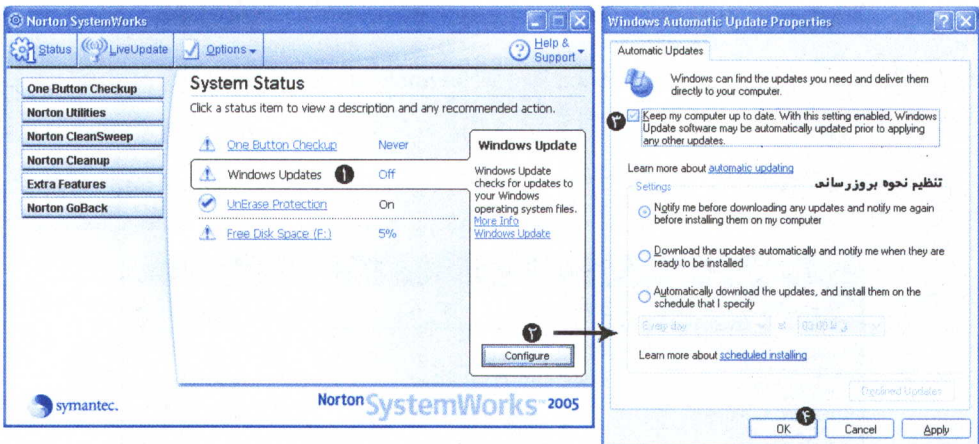 Norton SystemWorks
Status
LiveUpdate
Options
Help &
Support
One Button Checkup
Norton Utilities
Norton CleanSweep
Norton Cleanup
Extra Features
Norton GoBack
System Status
Click a status item to view a description and any recommended action.
One Button Checkup Never
Windows Updates ۱ Off
UnErase Protection On
Free Disk Space (F:) 5%
Windows Update
Windows Update
checks for updates to
your Windows
operating system files.
More Info
Windows Update
۲
Configure
symantec.
Norton SystemWorks 2005
Windows Automatic Update Properties
Automatic Updates
Windows can find the updates you need and deliver them
directly to your computer.
۳
Keep my computer up to date. With this setting enabled, Windows
Update software may be automatically updated prior to applying
any other updates.
Learn more about automatic updating
Settings
تنظیم نحوه بروزرسانی
Notify me before downloading any updates and notify me again
before installing them on my computer
Download the updates automatically and notify me when they are
ready to be installed
Automatically download the updates, and install them on the
schedule that I specify
Every day at
Learn more about scheduled installing
Declined Updates
۴
OK Cancel Apply